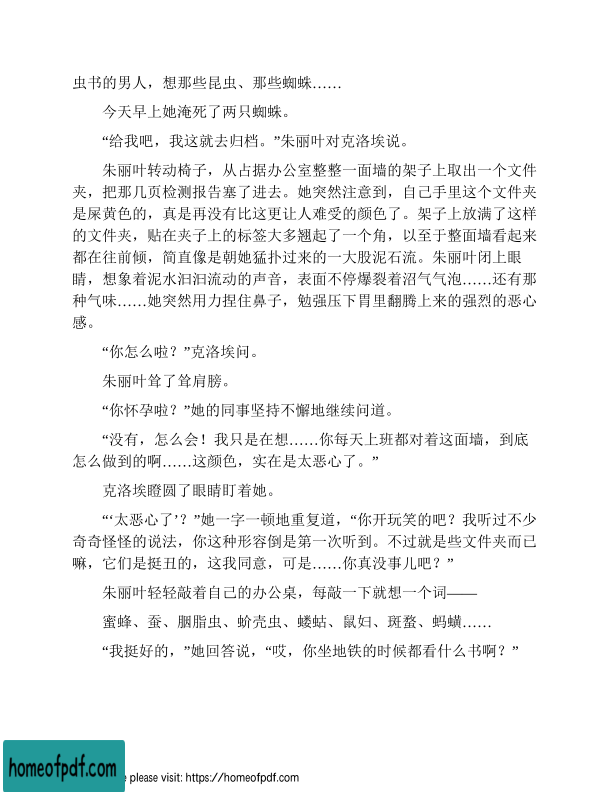 虫书的男人，想那些昆虫、那些蜘蛛……
今天早上她淹死了两只蜘蛛。
“给我吧，我这就去归档。”朱丽叶对克洛埃说。
朱丽叶转动椅子，从占据办公室整整一面墙的架子上取出一个文件
夹，把那几页检测报告塞了进去。她突然注意到，自己手里这个文件夹
是屎黄色的，真是再没有比这更让人难受的颜色了。架子上放满了这样
的文件夹，贴在夹子上的标签大多翘起了一个角，以至于整面墙看起来
都在往前倾，简直像是朝她猛扑过来的一大股泥石流。朱丽叶闭上眼
睛，想象着泥水汩汩流动的声音，表面不停爆裂着沼气气泡……还有那
种气味……她突然用力捏住鼻子，勉强压下胃里翻腾上来的强烈的恶心
感。
“你怎么啦？”克洛埃问。
朱丽叶耸了耸肩膀。
“你怀孕啦？”她的同事坚持不懈地继续问道。
“没有，怎么会！我只是在想……你每天上班都对着这面墙，到底
怎么做到的啊……这颜色，实在是太恶心了。”
克洛埃瞪圆了眼睛盯着她。
“‘太恶心了’？”她一字一顿地重复道，“你开玩笑的吧？我听过不少
奇奇怪怪的说法，你这种形容倒是第一次听到。不过就是些文件夹而已
嘛，它们是挺丑的，这我同意，可是……你真没事儿吧？”
朱丽叶轻轻敲着自己的办公桌，每敲一下就想一个词——
蜜蜂、蚕、胭脂虫、蚧壳虫、蝼蛄、鼠妇、斑蝥、蚂蟥……
“我挺好的，”她回答说，“哎，你坐地铁的时候都看什么书啊？”
homeofpdf.com
please visit: https://homeofpdf.com